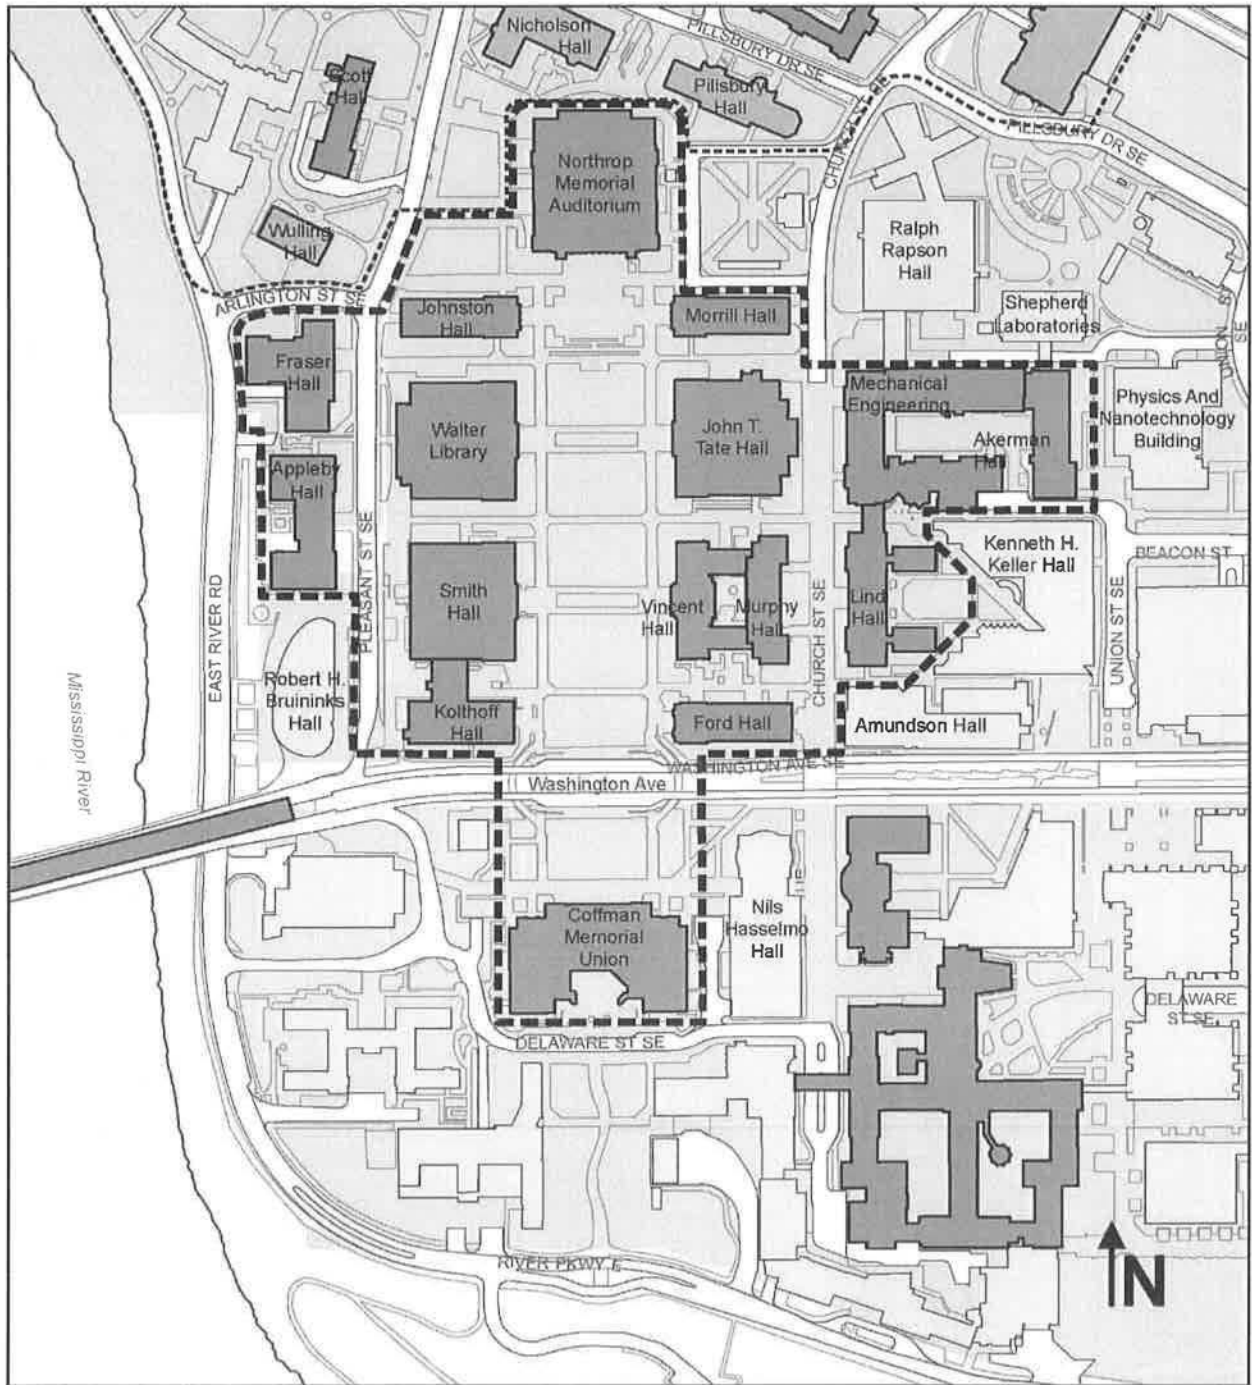 Nicholson
Hall
PILLSBURY DR SE
Scott
Hall
Pillsbury
Hall
CHURCH ST SE
PILLSBURY DR SE
Northrop
Memorial
Auditorium
Wulling
Hall
Ralph
Rapson
Hall
ARLINGTON ST SE
Johnston
Hall
Morrill Hall
Shepherd
Laboratories
UNION ST
SE
Fraser
Hall
Mechanical
Engineering
Physics And
Nanotechnology
Building
Walter
Library
John T.
Tate Hall
Akerman
Hall
Appleby
Hall
PLEASANT ST SE
Kenneth H.
Keller Hall
BEACON ST
Smith
Hall
Vincent
Hall
Murphy
Hall
CHURCH ST SE
Lind
Hall
UNION ST SE
EAST RIVER RD
Mississippi River
Robert H.
Bruininks
Hall
Kolthoff
Hall
Ford Hall
Amundson Hall
WASHINGTON AVE SE
Washington Ave
Coffman
Memorial
Union
Nils
Hasselmo
Hall
DELAWARE
ST SE
DELAWARE ST SE
RIVER PKWY E
N